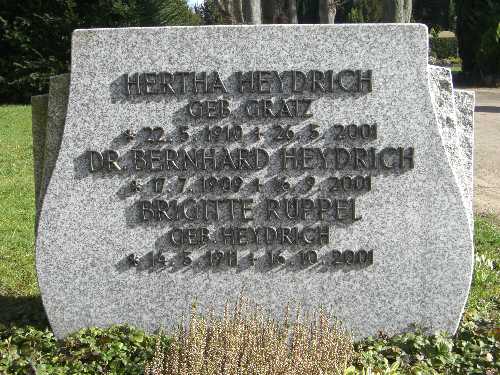 HERTHA HEYDRICH
GEB. GRATZ
* 22. 5. 1910 + 26. 5. 2001
DR. BERNHARD HEYDRICH
* 17. 7. 1909 + 6. 9. 2001
BRIGITTE RUPPEL
GEB. HEYDRICH
* 14. 6. 1911 + 16. 10. 2001